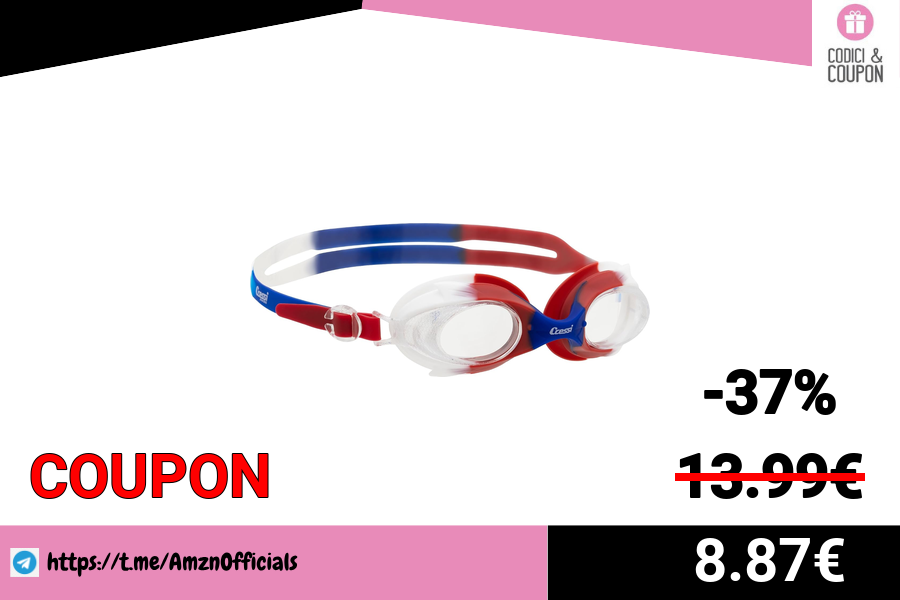 CODICI &
COUPON
Cressi
Cressi
-37%
COUPON
13.99€
https://t.me/AmznOfficials
8.87€